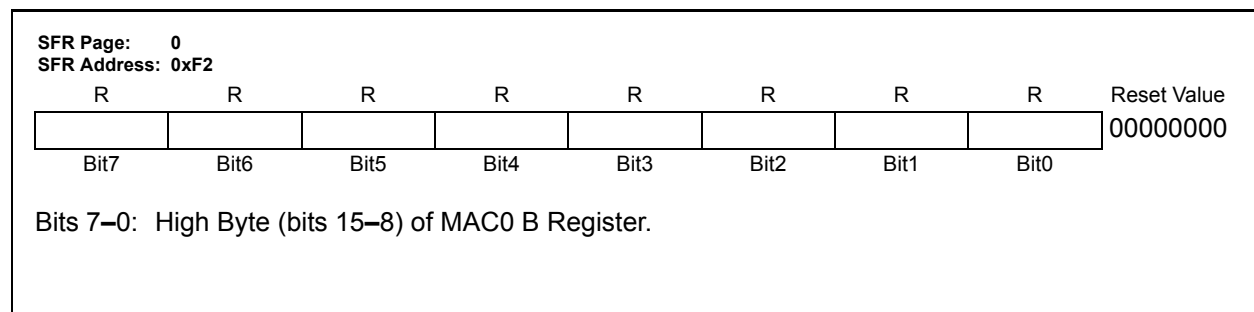 SFR Page: 0
SFR Address: 0xF2
R R R R R R R R Reset Value
00000000
Bit7 Bit6 Bit5 Bit4 Bit3 Bit2 Bit1 Bit0
Bits 7–0: High Byte (bits 15–8) of MAC0 B Register.